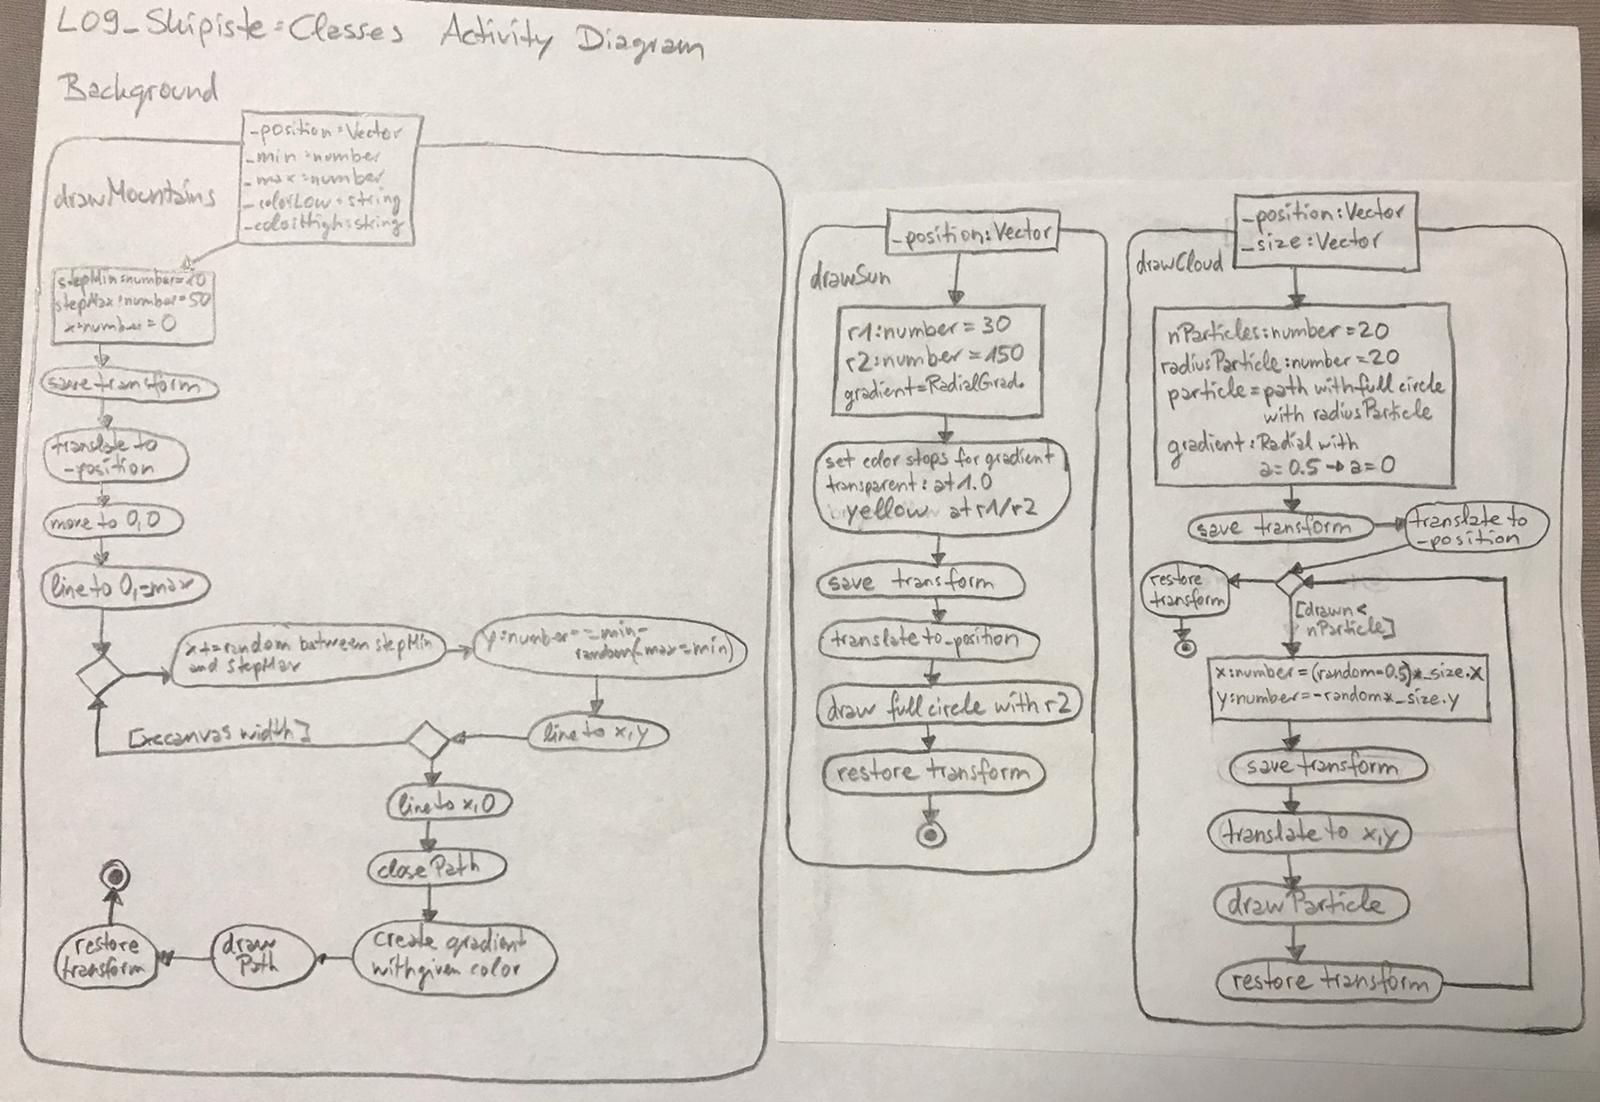 L09_Skipiste=Classes Activity Diagram
Background
_position:Vector
_min:number
_max:number
_colorLow:string
_colorHigh:string
drawMountains
stepMin:number=10
stepMax:number=50
x:number=0
save transform
translate to
_position
move to 0,0
line to 0,-max
x+=random between stepMin
and stepMax
y:number=-_min-
random(_max-_min)
line to x,y
[x<canvas width]
line to x,0
closePath
create gradient
with given color
draw
Path
restore
transform
_position:Vector
drawSun
r1:number=30
r2:number=150
gradient=RadialGrad.
set color stops for gradient
transparent: at 1.0
yellow at r1/r2
save transform
translate to_position
draw full circle with r2
restore transform
_position:Vector
_size:Vector
drawCloud
nParticles:number=20
radiusParticle:number=20
particle=path with full circle
with radiusParticle
gradient:Radial with
a=0.5→a=0
save transform
translate to
_position
restore
transform
[drawn<
nParticle]
x:number=(random-0.5)*_size.x
y:number=-random*_size.y
save transform
translate to x,y
draw Particle
restore transform